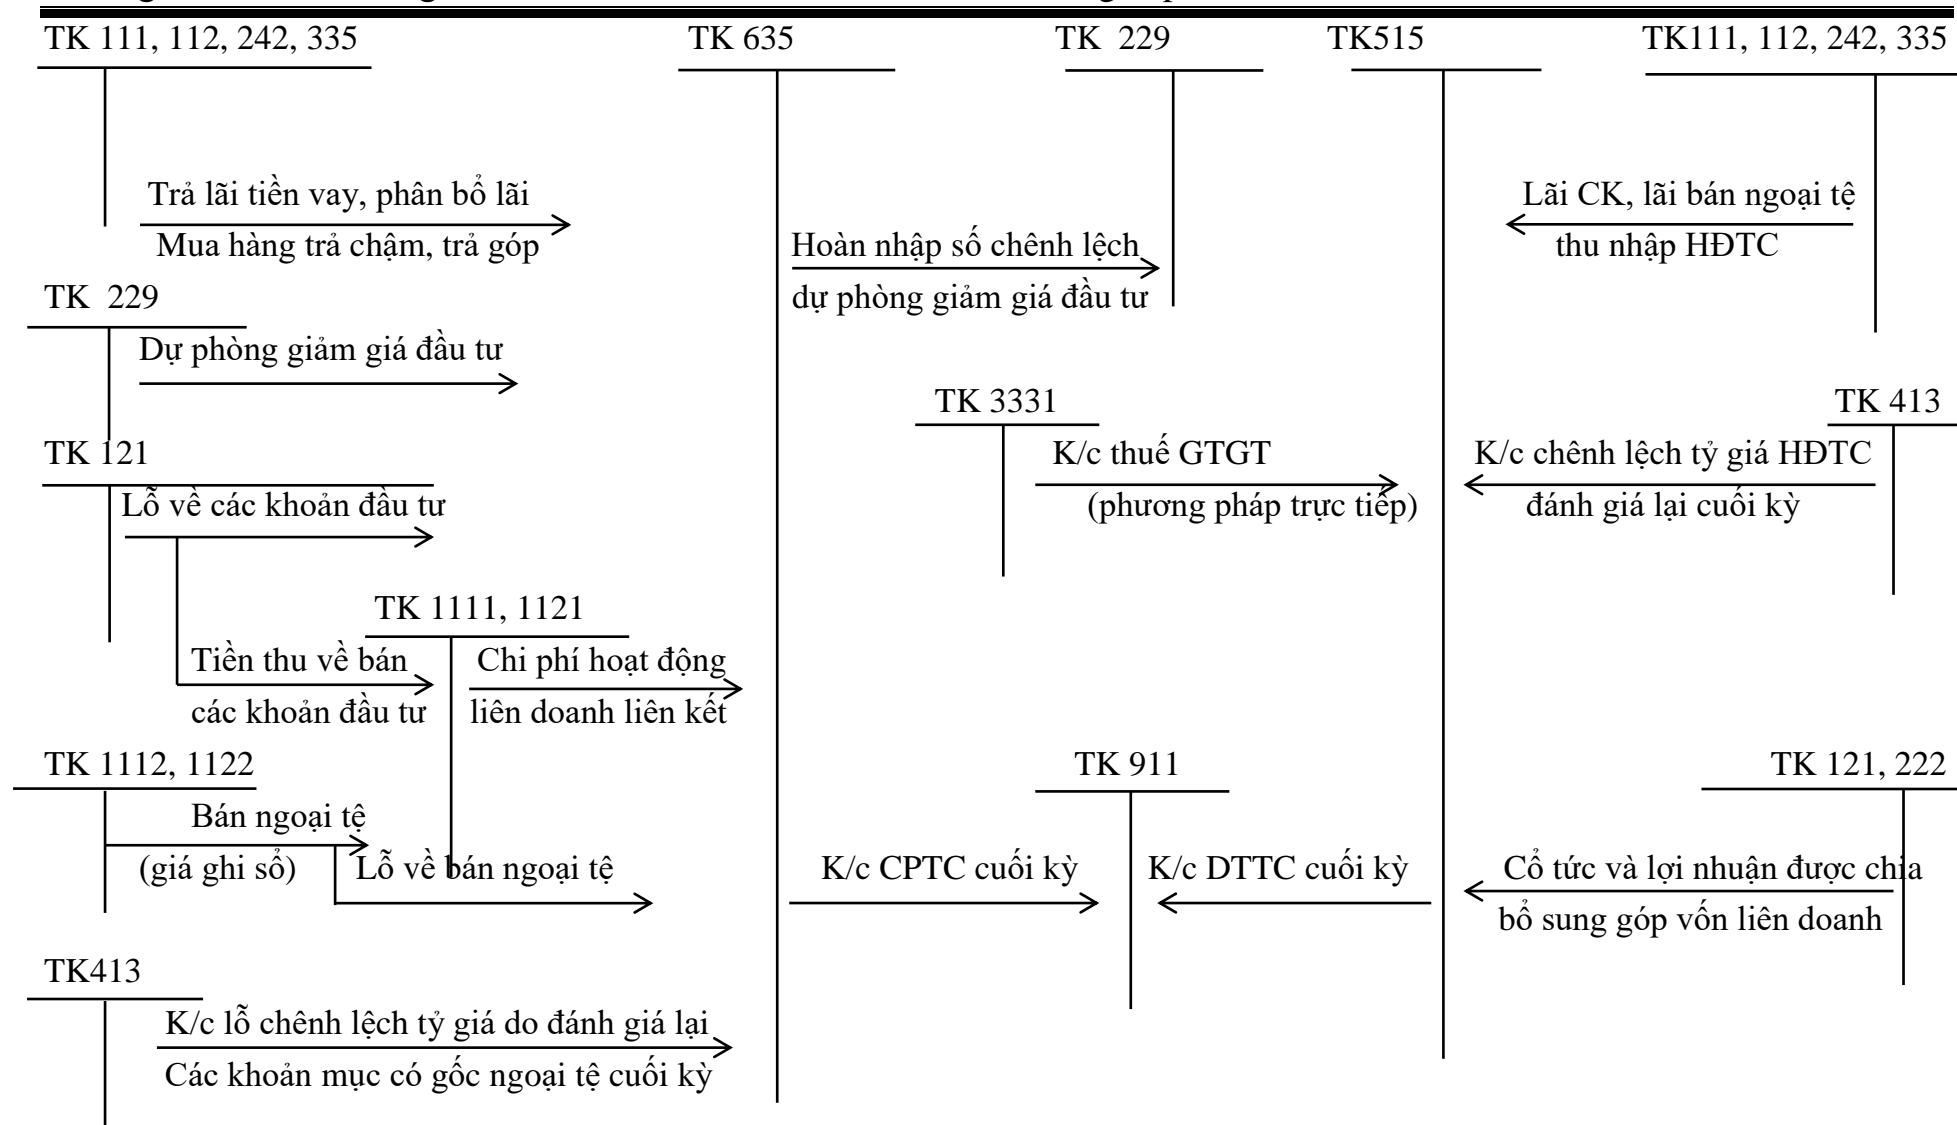 TK 111, 112, 242, 335
TK 635
TK 229
TK515
TK111, 112, 242, 335
Trả lãi tiền vay, phân bổ lãi
Mua hàng trả chậm, trả góp
Hoàn nhập số chênh lệch
dự phòng giảm giá đầu tư
Lãi CK, lãi bán ngoại tệ
thu nhập HĐTC
TK 229
Dự phòng giảm giá đầu tư
TK 3331
TK 413
TK 121
K/c thuế GTGT
(phương pháp trực tiếp)
K/c chênh lệch tỷ giá HĐTC
đánh giá lại cuối kỳ
Lỗ về các khoản đầu tư
TK 1111, 1121
Tiền thu về bán
các khoản đầu tư
Chi phí hoạt động
liên doanh liên kết
TK 1112, 1122
TK 911
TK 121, 222
Bán ngoại tệ
(giá ghi sổ)
Lỗ về bán ngoại tệ
K/c CPTC cuối kỳ
K/c DTTC cuối kỳ
Cổ tức và lợi nhuận được chia
bổ sung góp vốn liên doanh
TK413
K/c lỗ chênh lệch tỷ giá do đánh giá lại
Các khoản mục có gốc ngoại tệ cuối kỳ